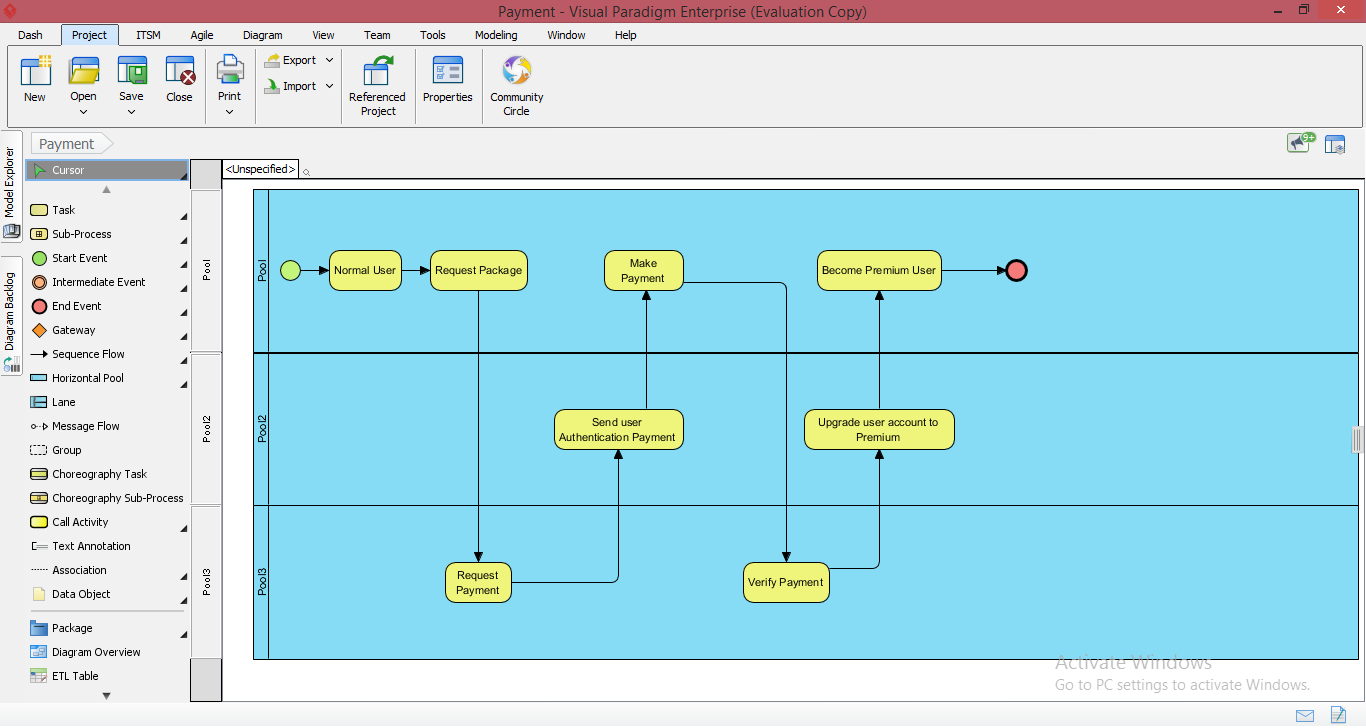 Payment - Visual Paradigm Enterprise (Evaluation Copy)
Dash Project ITSM Agile Diagram View Team Tools Modeling Window Help
New Open Save Close Print Export Import Referenced Project Properties Community Circle
Payment
9+
Model Explorer
Diagram Backlog
Cursor
Task
Sub-Process
Start Event
Intermediate Event
End Event
Gateway
Sequence Flow
Horizontal Pool
Lane
Message Flow
Group
Choreography Task
Choreography Sub-Process
Call Activity
Text Annotation
Association
Data Object
Package
Diagram Overview
ETL Table
<Unspecified>
Pool
Pool2
Pool3
Pool
Normal User
Request Package
Make
Payment
Become Premium User
Pool2
Send user
Authentication Payment
Upgrade user account to
Premium
Pool3
Request
Payment
Verify Payment
Activate Windows
Go to PC settings to activate Windows.